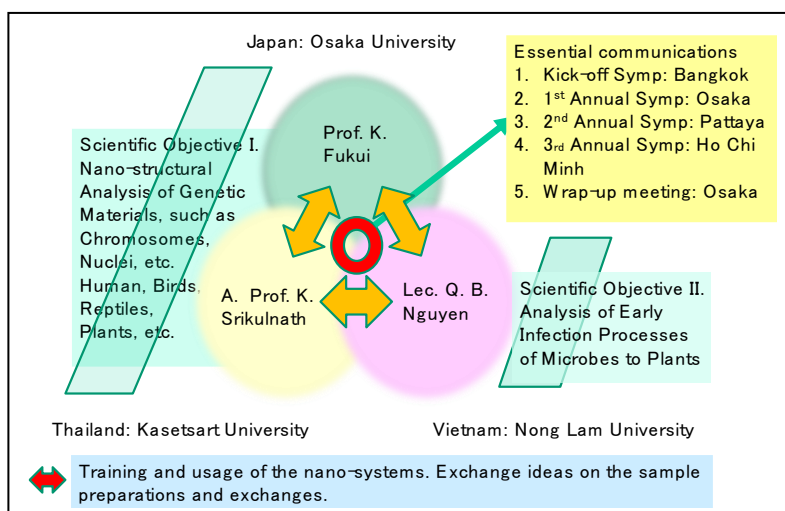 Japan: Osaka University
Essential communications
1. Kick-off Symp: Bangkok
2. 1st Annual Symp: Osaka
3. 2nd Annual Symp: Pattaya
4. 3rd Annual Symp: Ho Chi
Minh
5. Wrap-up meeting: Osaka
Prof. K.
Fukui
Scientific Objective I.
Nano-structural
Analysis of Genetic
Materials, such as
Chromosomes,
Nuclei, etc.
Human, Birds,
Reptiles,
Plants, etc.
A. Prof. K.
Srikulnath
Lec. Q. B.
Nguyen
Scientific Objective II.
Analysis of Early
Infection Processes
of Microbes to Plants
Thailand: Kasetsart University
Vietnam: Nong Lam University
Training and usage of the nano-systems. Exchange ideas on the sample
preparations and exchanges.